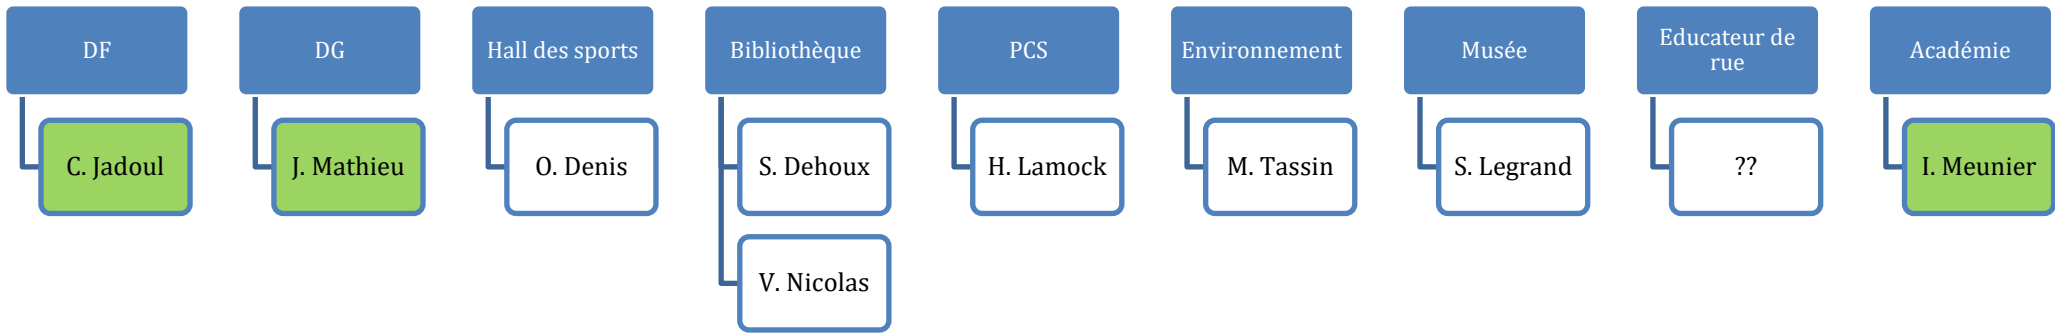 DF
C. Jadoul
DG
J. Mathieu
Hall des sports
O. Denis
Bibliothèque
S. Dehoux
V. Nicolas
PCS
H. Lamock
Environnement
M. Tassin
Musée
S. Legrand
Educateur de
rue
??
Académie
I. Meunier